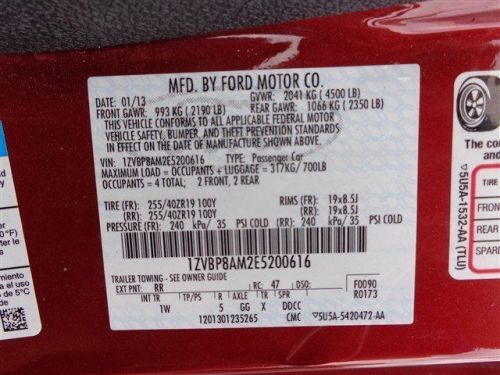 MFD. BY FORD MOTOR CO.
DATE: 01/13 GVWR: 2041 KG ( 4500 LB)
FRONT GAWR: 993 KG ( 2190 LB) REAR GAWR: 1066 KG ( 2350 LB)
THIS VEHICLE CONFORMS TO ALL APPLICABLE FEDERAL MOTOR
VEHICLE SAFETY, BUMPER, AND THEFT PREVENTION STANDARDS
IN EFFECT ON THE DATE OF MANUFACTURE SHOWN ABOVE.
VIN: 1ZVBP8AM2E5200616 TYPE: Passenger Car
MAXIMUM LOAD = OCCUPANTS + LUGGAGE = 317KG/ 700LB
OCCUPANTS = 4 TOTAL; 2 FRONT, 2 REAR
TIRE (FR): 255/40ZR19 100Y RIMS (FR): 19x8.5J
(RR): 255/40ZR19 100Y (RR): 19x8.5J
PRESSURE (FR) 240 kPa/ 35 PSI COLD (RR) 240 kPa/ 35 PSI COLD
1ZVBP8AM2E5200616
TRAILER TOWING - SEE OWNER GUIDE
EXT PNT: RR RC: 47 DSO: F0090
INT TR TP/PS R AXLE TR SPR R0173
1W 5 GG X DDCC
1201301235265 CMC 5U5A-5420472-AA
The co
TIRE
FRON
REAR
SPAR
5U5A-1532-AA (TLU)